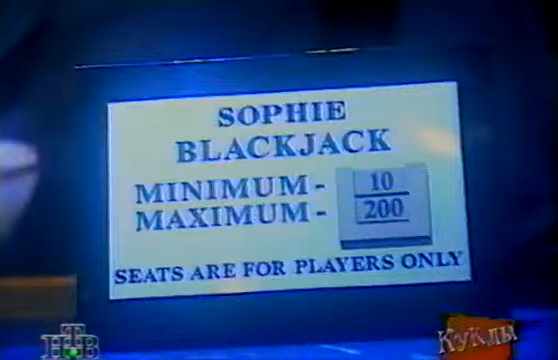 SOPHIE
BLACKJACK
MINIMUM - 10
MAXIMUM - 200
SEATS ARE FOR PLAYERS ONLY
НТВ
Куклы